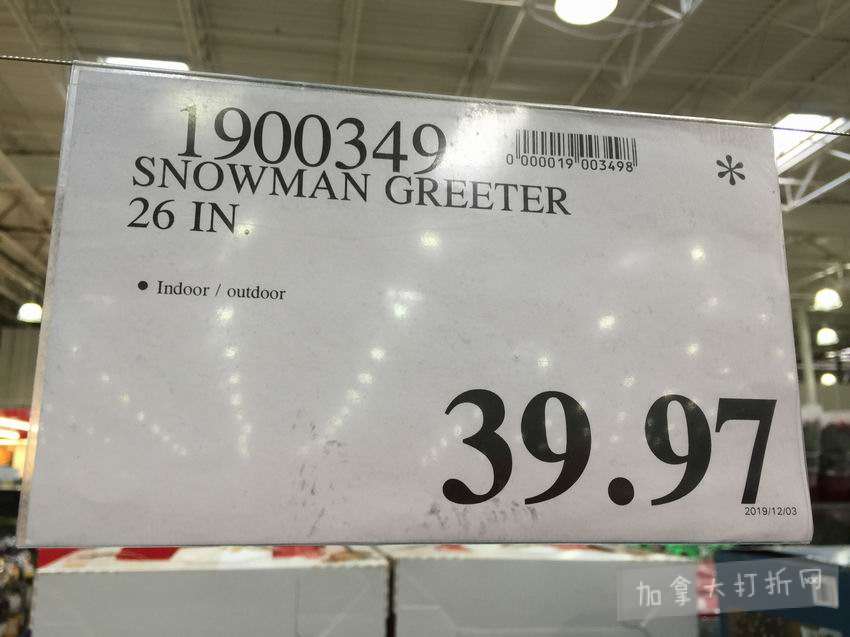 1900349
0 000019 003498
*
SNOWMAN GREETER
26 IN.
• Indoor / outdoor
39.97
2019/12/03
加拿大打折网